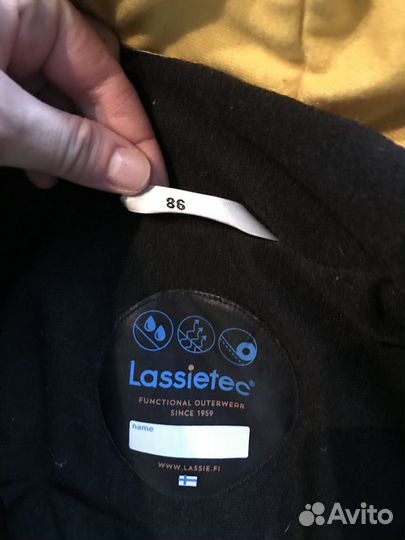 86
Lassietec®
FUNCTIONAL OUTERWEAR
SINCE 1959
name
WWW.LASSIE.FI
Avito